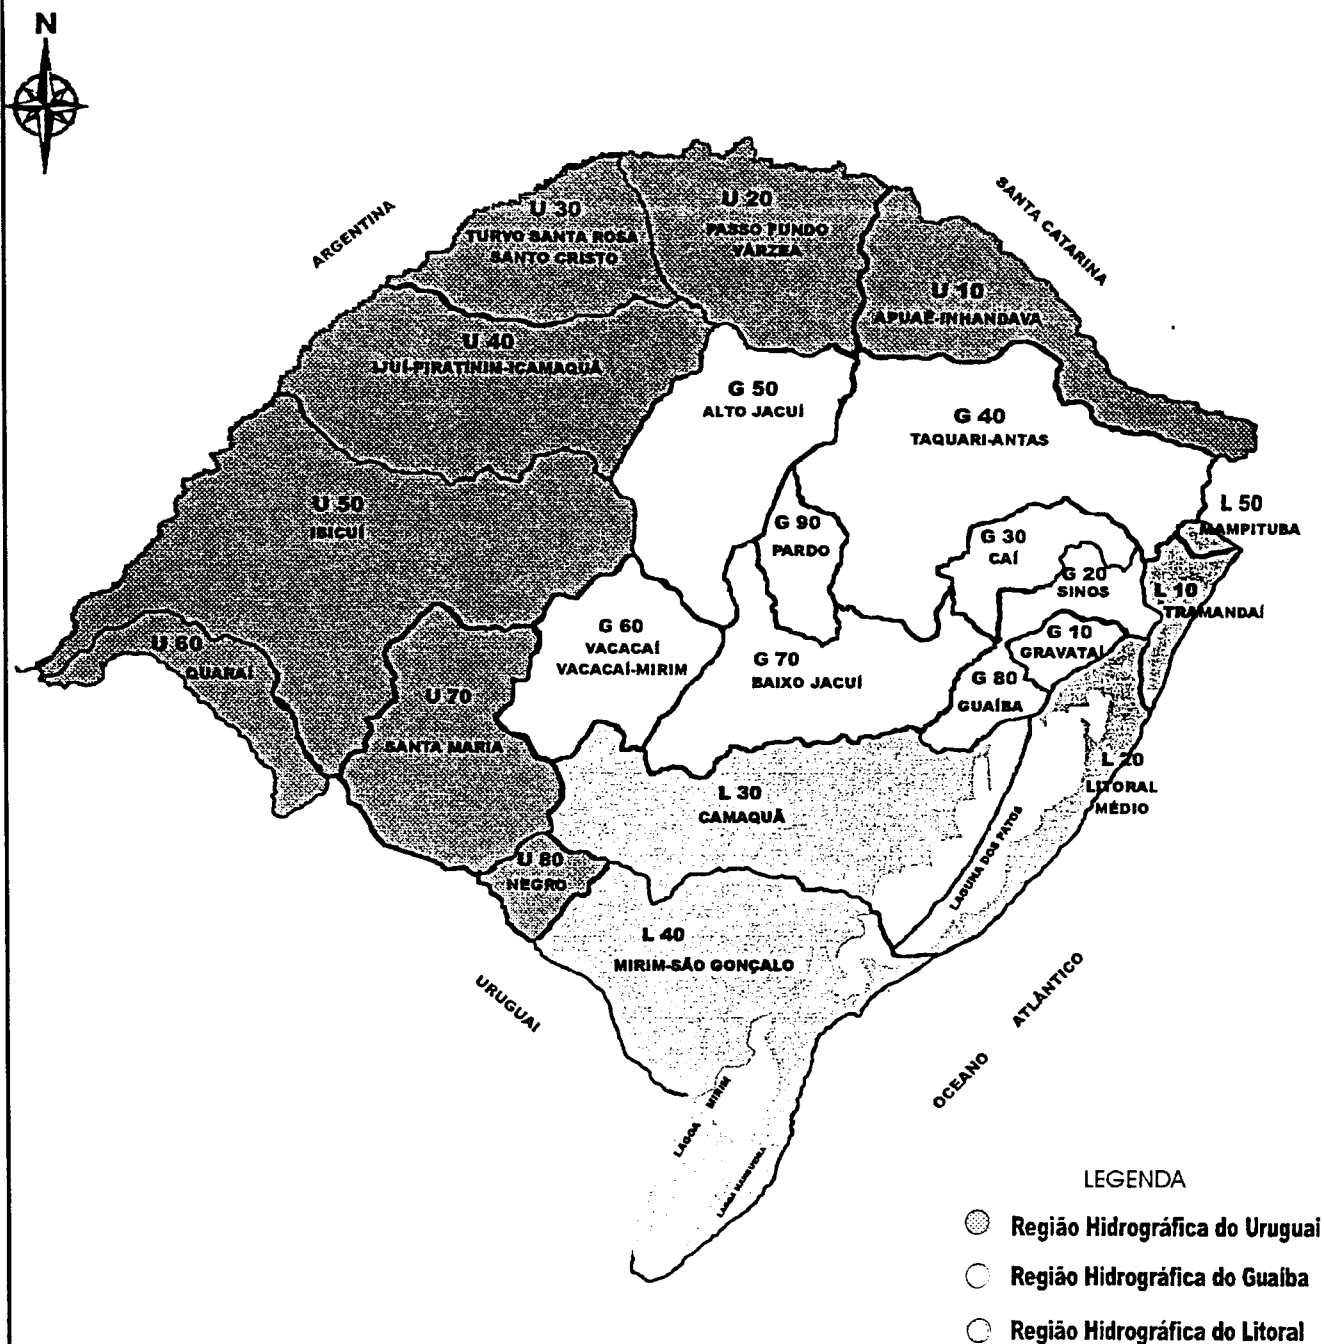 N
ARGENTINA
SANTA CATARINA
U 30
TURVO SANTA ROSA
SANTO CRISTO
U 20
PASSO FUNDO
VÁRZEA
U 10
APUAÊ-INHANDAVA
U 40
IJUÍ-PIRATINIM-ICAMAQUÃ
G 50
ALTO JACUÍ
G 40
TAQUARI-ANTAS
U 50
IBICUÍ
G 90
PARDO
G 30
CAÍ
L 50
MAMPITUBA
G 20
SINOS
L 10
TRAMANDAÍ
U 60
QUARAÍ
G 60
VACACAÍ
VACACAÍ-MIRIM
G 70
BAIXO JACUÍ
G 10
GRAVATAÍ
G 80
GUAÍBA
U 70
SANTA MARIA
L 20
LITORAL
MÉDIO
L 30
CAMAQUÃ
LAGUNA DOS PATOS
U 80
NEGRO
L 40
MIRIM-SÃO GONÇALO
URUGUAI
OCEANO ATLÂNTICO
LAGOA MIRIM
LAGOA MANGUEIRA
LEGENDA
Região Hidrográfica do Uruguai
Região Hidrográfica do Guaíba
Região Hidrográfica do Litoral